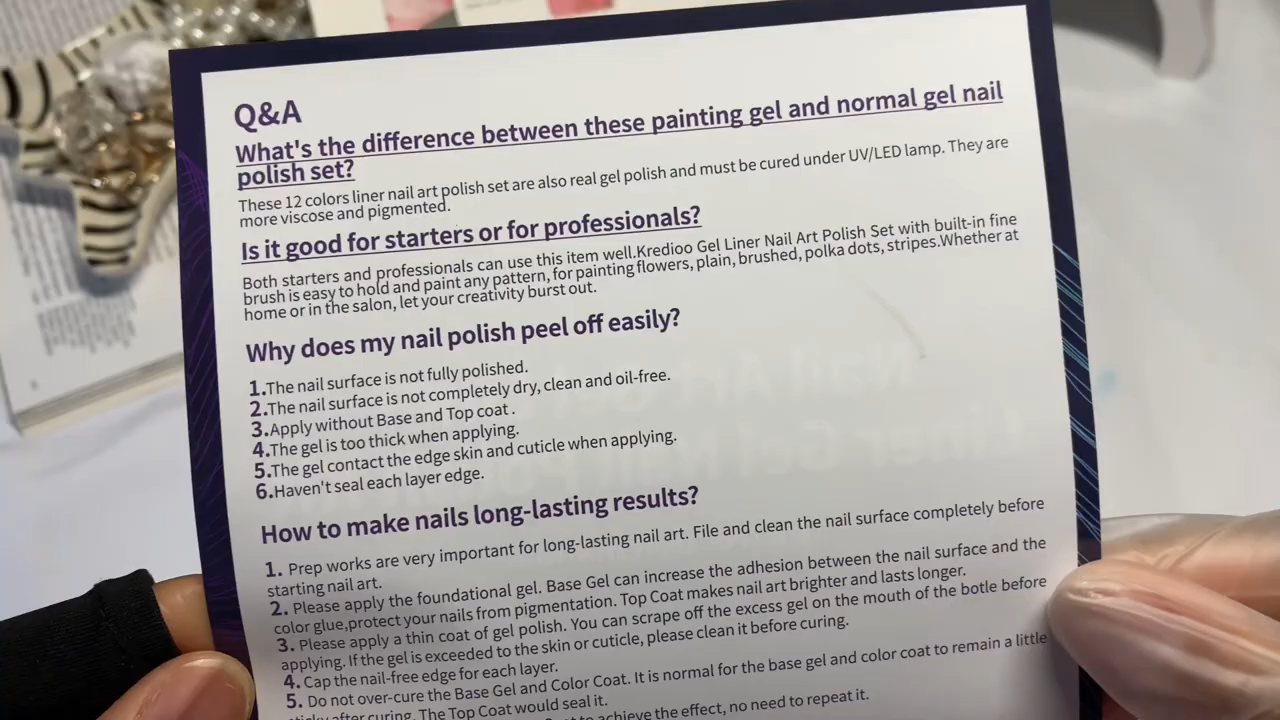 Q&A
What's the difference between these painting gel and normal gel nail
polish set?
These 12 colors liner nail art polish set are also real gel polish and must be cured under UV/LED lamp. They are
more viscose and pigmented.
Is it good for starters or for professionals?
Both starters and professionals can use this item well.Kredioo Gel Liner Nail Art Polish Set with built-in fine
brush is easy to hold and paint any pattern, for painting flowers, plain, brushed, polka dots, stripes.Whether at
home or in the salon, let your creativity burst out.
Why does my nail polish peel off easily?
1.The nail surface is not fully polished.
2.The nail surface is not completely dry, clean and oil-free.
3.Apply without Base and Top coat .
4.The gel is too thick when applying.
5.The gel contact the edge skin and cuticle when applying.
6.Haven't seal each layer edge.
How to make nails long-lasting results?
1. Prep works are very important for long-lasting nail art. File and clean the nail surface completely before
starting nail art.
2. Please apply the foundational gel. Base Gel can increase the adhesion between the nail surface and the
color glue,protect your nails from pigmentation. Top Coat makes nail art brighter and lasts longer.
3. Please apply a thin coat of gel polish. You can scrape off the excess gel on the mouth of the botle before
applying. If the gel is exceeded to the skin or cuticle, please clean it before curing.
4. Cap the nail-free edge for each layer.
5. Do not over-cure the Base Gel and Color Coat. It is normal for the base gel and color coat to remain a little
sticky after curing. The Top Coat would seal it.
to achieve the effect, no need to repeat it.